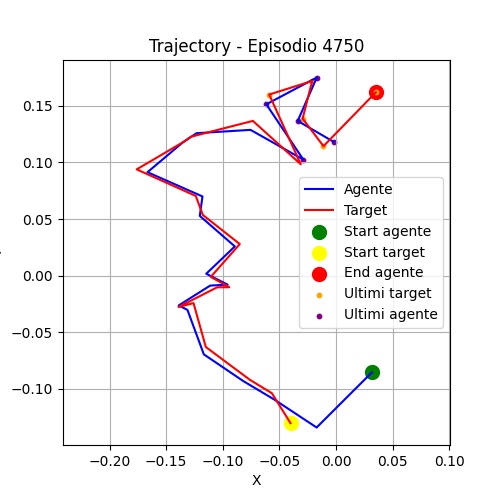 Trajectory - Episodio 4750
0.15
0.10
0.05
0.00
−0.05
−0.10
−0.20
−0.15
−0.10
−0.05
0.00
0.05
0.10
X
Agente
Target
Start agente
Start target
End agente
Ultimi target
Ultimi agente